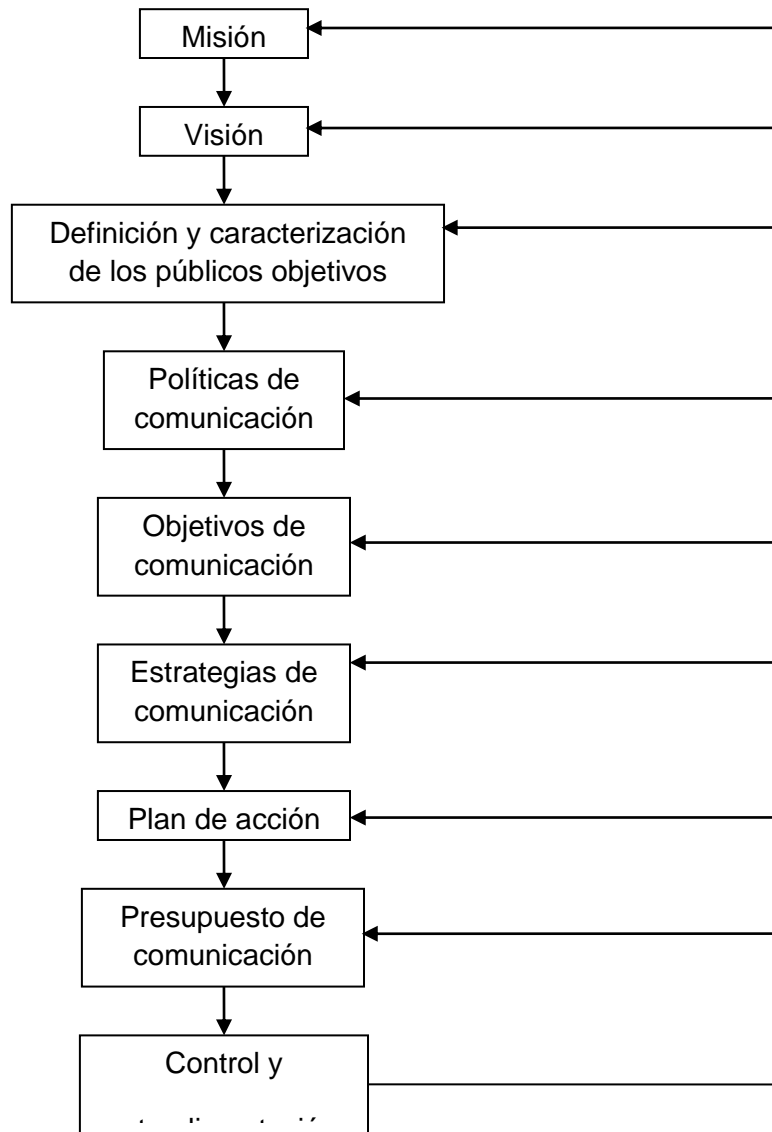 Misión
Visión
Definición y caracterización
de los públicos objetivos
Políticas de
comunicación
Objetivos de
comunicación
Estrategias de
comunicación
Plan de acción
Presupuesto de
comunicación
Control y